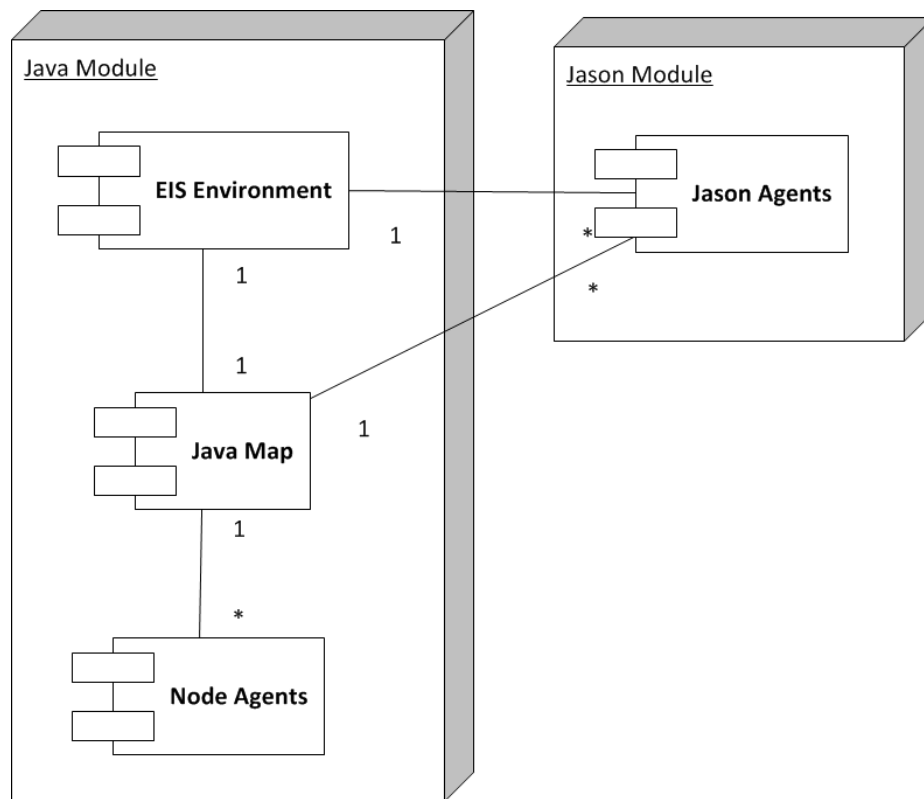 Java Module
Jason Module
EIS Environment
Jason Agents
1
*
1
*
1
1
Java Map
1
*
Node Agents